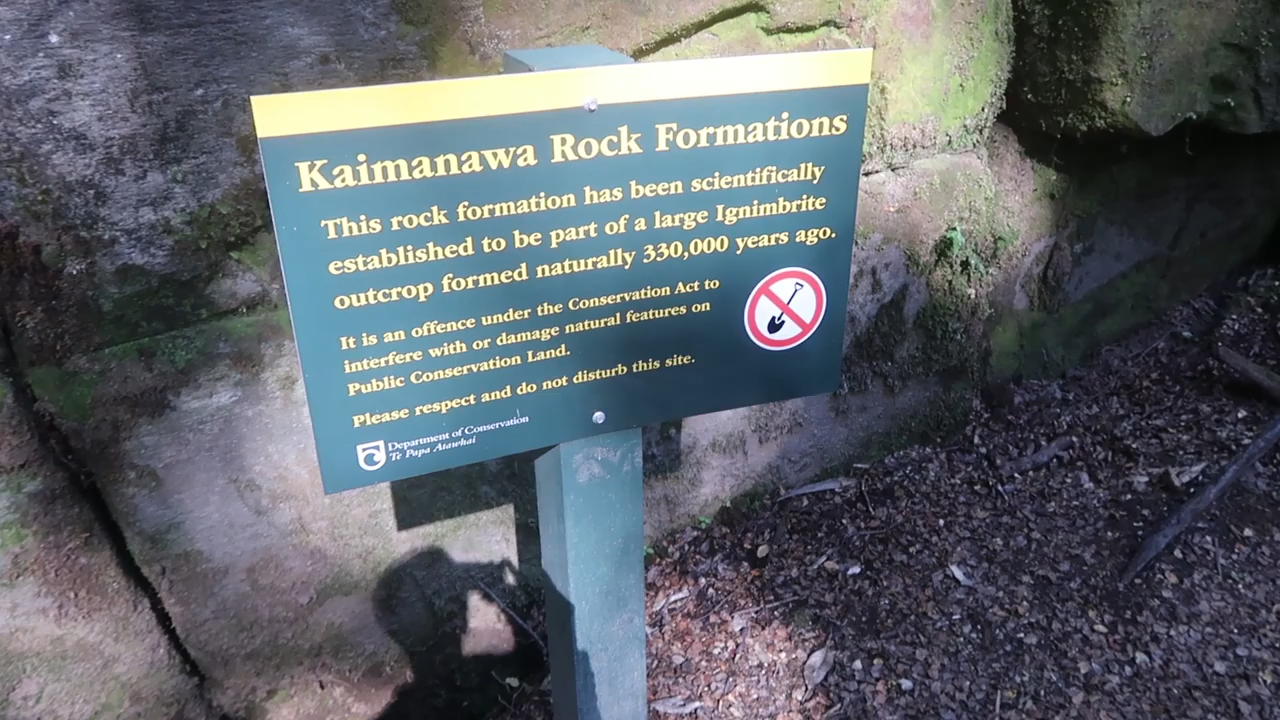 Kaimanawa Rock Formations
This rock formation has been scientifically
established to be part of a large Ignimbrite
outcrop formed naturally 330,000 years ago.
It is an offence under the Conservation Act to
interfere with or damage natural features on
Public Conservation Land.
Please respect and do not disturb this site.
Department of Conservation
Te Papa Atawhai